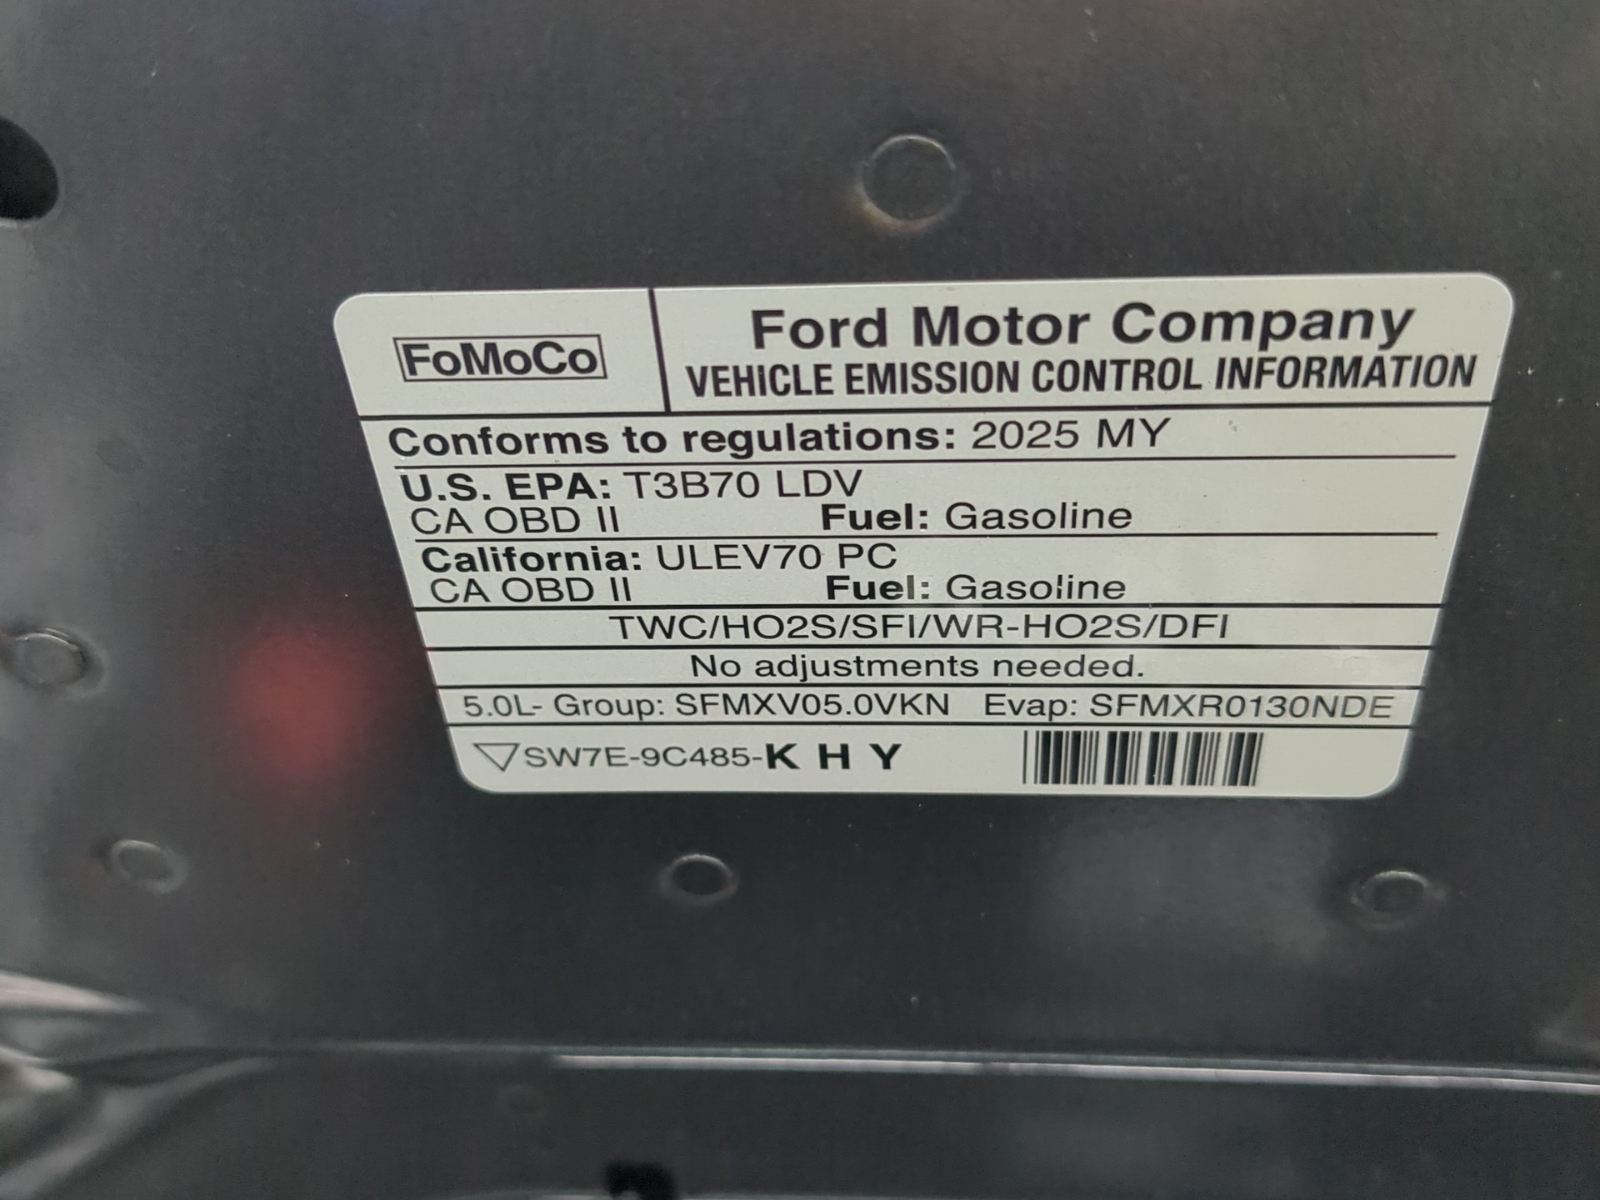 FoMoCo
Ford Motor Company
VEHICLE EMISSION CONTROL INFORMATION
Conforms to regulations: 2025 MY
U.S. EPA: T3B70 LDV
CA OBD II Fuel: Gasoline
California: ULEV70 PC
CA OBD II Fuel: Gasoline
TWC/HO2S/SFI/WR-HO2S/DFI
No adjustments needed.
5.0L- Group: SFMXV05.0VKN Evap: SFMXR0130NDE
SW7E-9C485-K H Y